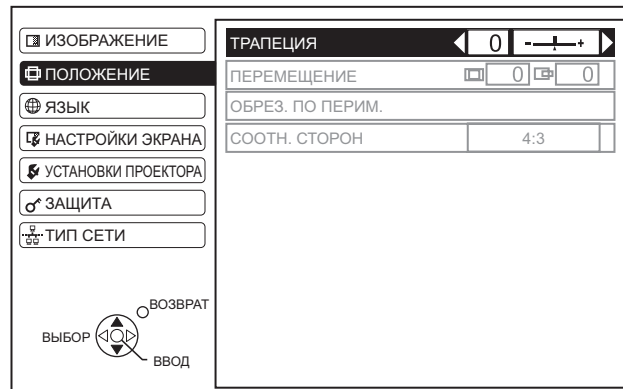 ИЗОБРАЖЕНИЕ
ПОЛОЖЕНИЕ
ЯЗЫК
НАСТРОЙКИ ЭКРАНА
УСТАНОВКИ ПРОЕКТОРА
ЗАЩИТА
ТИП СЕТИ
ВОЗВРАТ
ВЫБОР
ВВОД
ТРАПЕЦИЯ 0 - +
ПЕРЕМЕЩЕНИЕ 0 0
ОБРЕЗ. ПО ПЕРИМ.
СООТН. СТОРОН 4:3